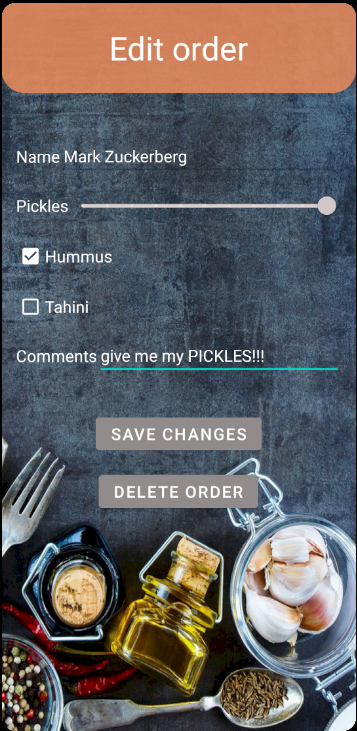 Edit order
Name Mark Zuckerberg
Pickles
Hummus
Tahini
Comments give me my PICKLES!!!
SAVE CHANGES
DELETE ORDER